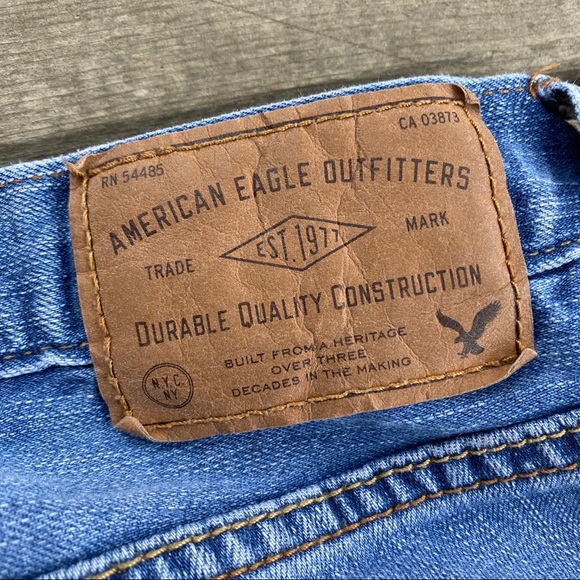 RN 54485
CA 03873
AMERICAN EAGLE OUTFITTERS
TRADE
EST. 1977
MARK
DURABLE QUALITY CONSTRUCTION
BUILT FROM A HERITAGE
OVER THREE
DECADES IN THE MAKING
N.Y.C.
NY